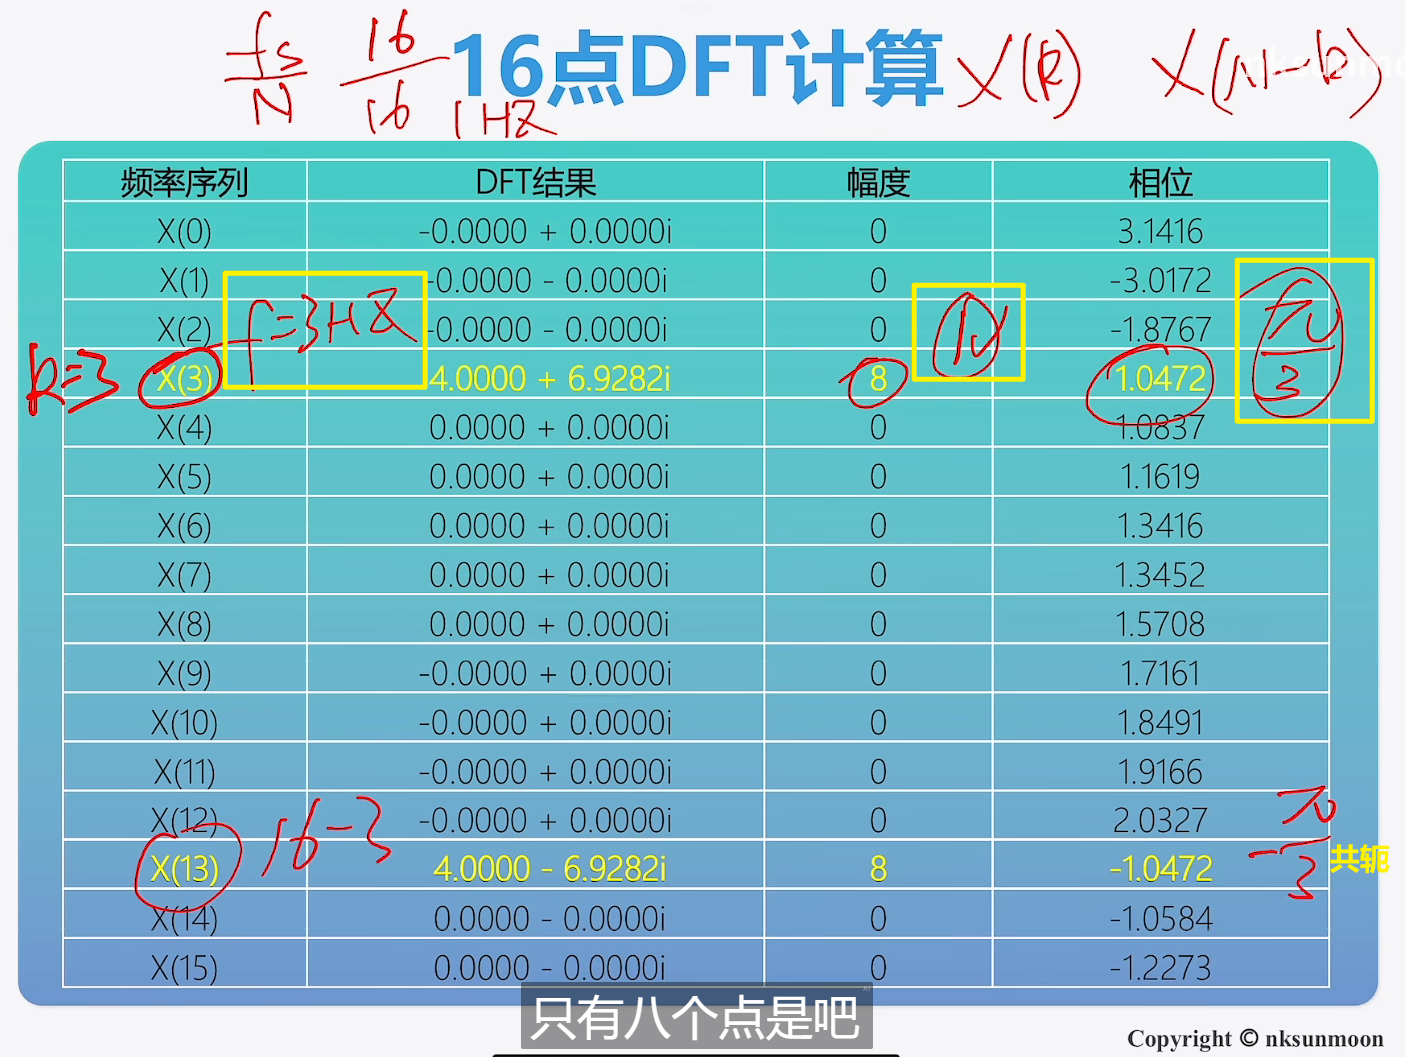 fs/N 16/16 1HZ
16点DFT计算 X(k) X(N-k)
频率序列 DFT结果 幅度 相位
X(0) -0.0000 + 0.0000i 0 3.1416
X(1) -0.0000 - 0.0000i 0 -3.0172
X(2) -0.0000 - 0.0000i 0 -1.8767
f=3HZ 1V π/3
k=3
X(3) 4.0000 + 6.9282i 8 1.0472
X(4) 0.0000 + 0.0000i 0 1.0837
X(5) 0.0000 + 0.0000i 0 1.1619
X(6) 0.0000 + 0.0000i 0 1.3416
X(7) 0.0000 + 0.0000i 0 1.3452
X(8) 0.0000 + 0.0000i 0 1.5708
X(9) -0.0000 + 0.0000i 0 1.7161
X(10) -0.0000 + 0.0000i 0 1.8491
X(11) -0.0000 + 0.0000i 0 1.9166
X(12) -0.0000 + 0.0000i 0 2.0327
16-3 -π/3 共轭
X(13) 4.0000 - 6.9282i 8 -1.0472
X(14) 0.0000 - 0.0000i 0 -1.0584
X(15) 0.0000 - 0.0000i 0 -1.2273
只有八个点是吧
Copyright © nksunmoon